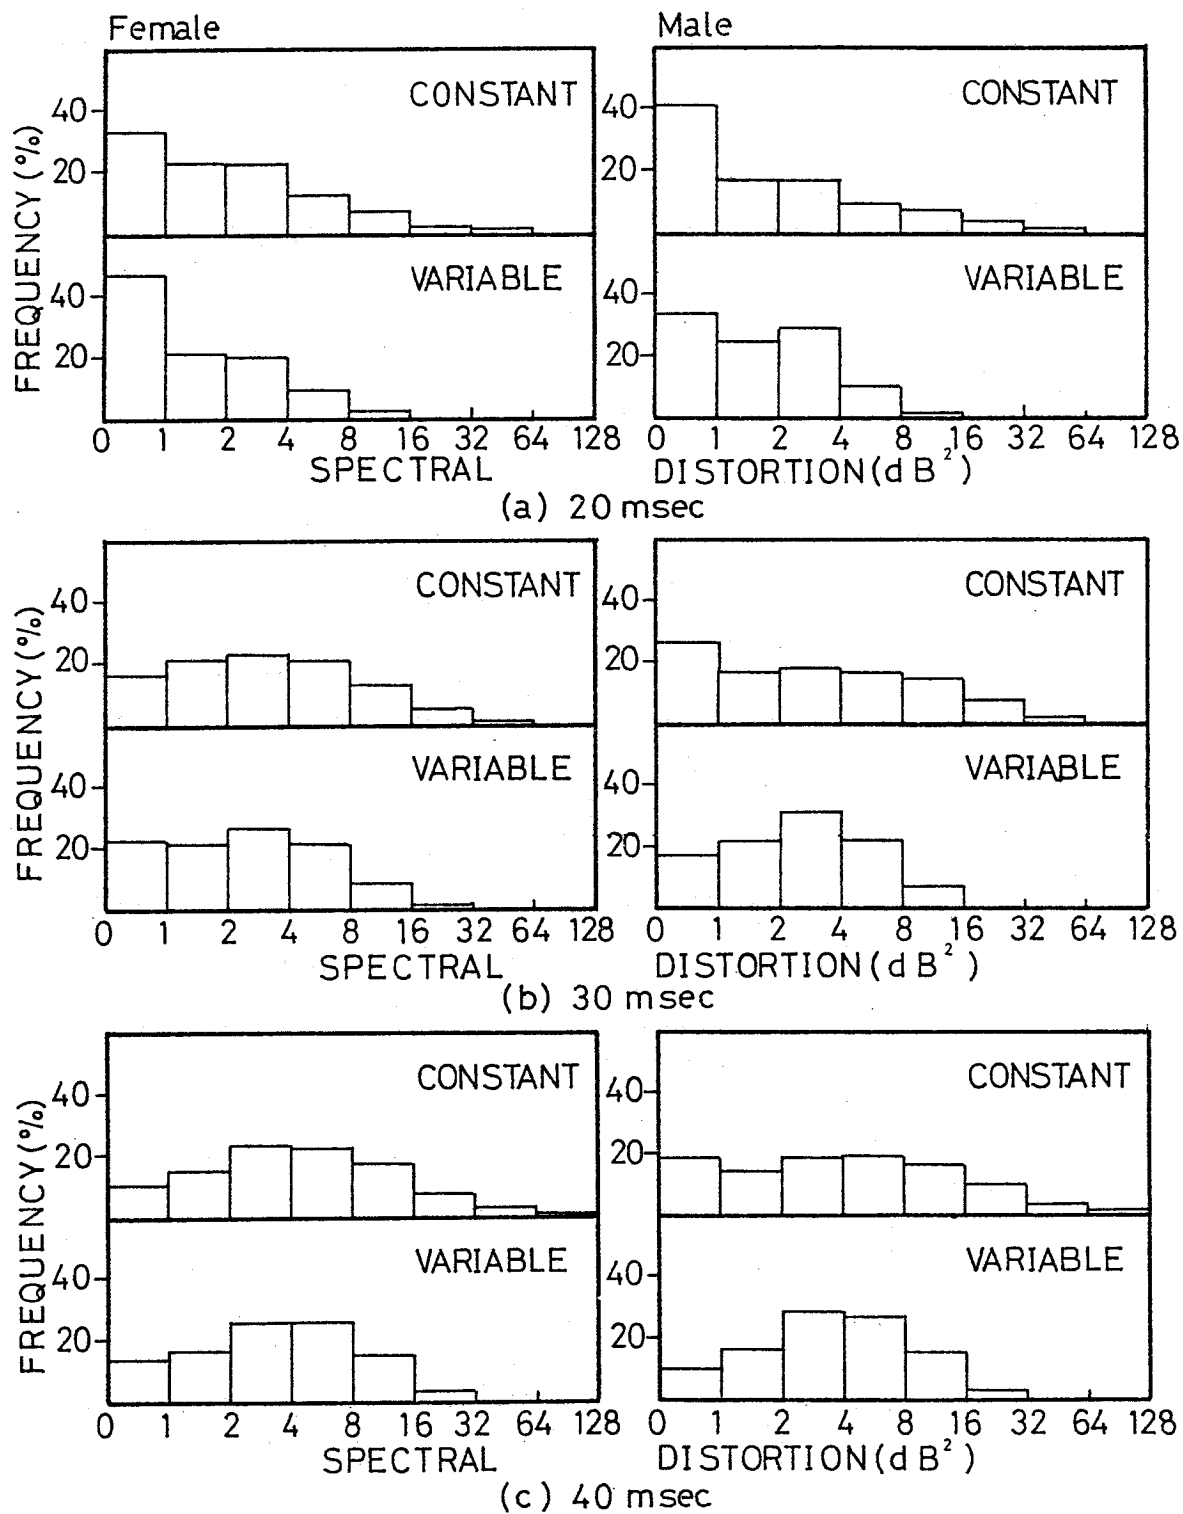 Female
Male
CONSTANT
CONSTANT
FREQUENCY (%)
40
20
40
20
VARIABLE
VARIABLE
40
20
40
20
0 1 2 4 8 16 32 64 128
0 1 2 4 8 16 32 64 128
SPECTRAL DISTORTION (dB²)
(a) 20 msec
CONSTANT
CONSTANT
FREQUENCY (%)
40
20
40
20
VARIABLE
VARIABLE
40
20
40
20
0 1 2 4 8 16 32 64 128
0 1 2 4 8 16 32 64 128
SPECTRAL DISTORTION (dB²)
(b) 30 msec
CONSTANT
CONSTANT
FREQUENCY (%)
40
20
40
20
VARIABLE
VARIABLE
40
20
40
20
0 1 2 4 8 16 32 64 128
0 1 2 4 8 16 32 64 128
SPECTRAL DISTORTION (dB²)
(c) 40 msec